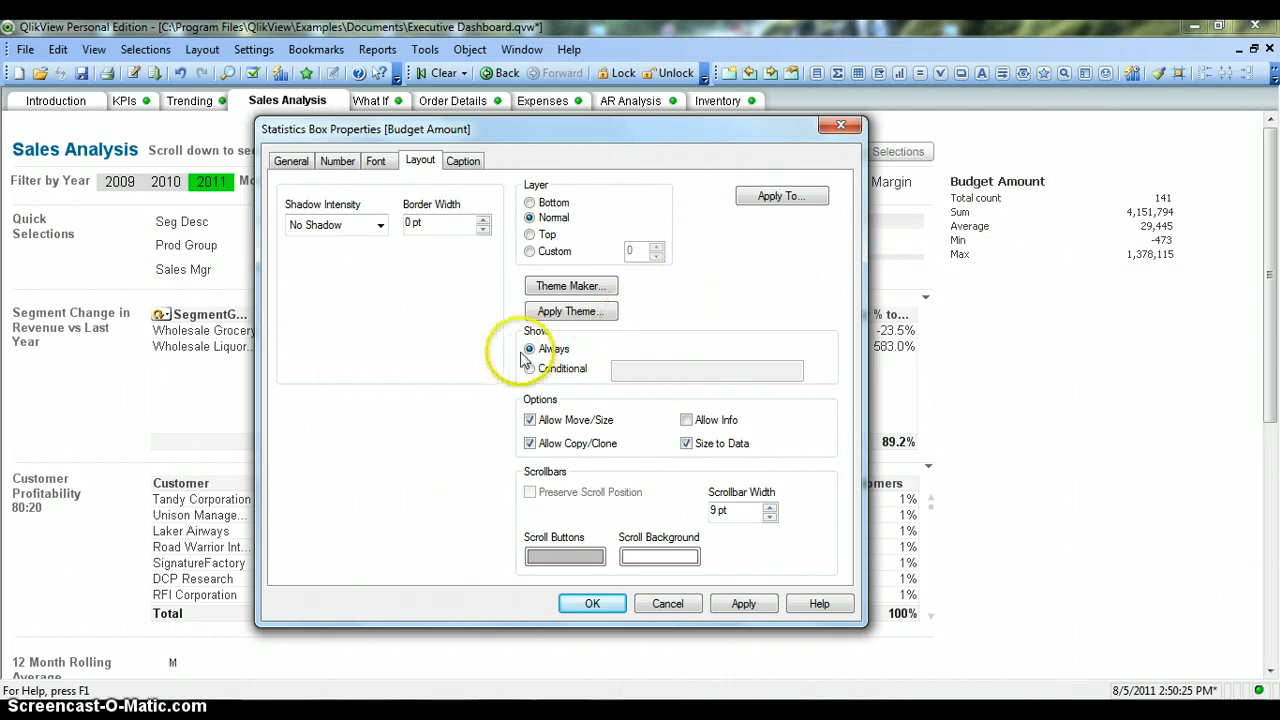 QlikView Personal Edition - [C:\Program Files\QlikView\Examples\Documents\Executive Dashboard.qvw*]
File Edit View Selections Layout Settings Bookmarks Reports Tools Object Window Help
Clear Back Forward Lock Unlock
Introduction KPIs Trending Sales Analysis What If Order Details Expenses AR Analysis Inventory
Sales Analysis Scroll down to se
Selections
Filter by Year 2009 2010 2011 Mo
Margin
Quick
Selections
Seg Desc
Prod Group
Sales Mgr
Segment Change in
Revenue vs Last
Year
SegmentG...
% to...
Wholesale Grocery
-23.5%
Wholesale Liquor...
583.0%
89.2%
Customer
Profitability
80:20
Customer
omers
Tandy Corporation
1%
Unison Manage...
1%
Laker Airways
1%
Road Warrior Int...
1%
SignatureFactory
1%
DCP Research
1%
RFI Corporation
1%
Total
100%
12 Month Rolling
Average
M
Budget Amount
Total count 141
Sum 4,151,794
Average 29,445
Min -473
Max 1,378,115
Statistics Box Properties [Budget Amount]
General Number Font Layout Caption
Shadow Intensity
No Shadow
Border Width
0 pt
Layer
Bottom
Normal
Top
Custom 0
Apply To...
Theme Maker...
Apply Theme...
Show
Always
Conditional
Options
Allow Move/Size Allow Info
Allow Copy/Clone Size to Data
Scrollbars
Preserve Scroll Position
Scrollbar Width
9 pt
Scroll Buttons Scroll Background
OK Cancel Apply Help
For Help, press F1
8/5/2011 2:50:25 PM*
Screencast-O-Matic.com